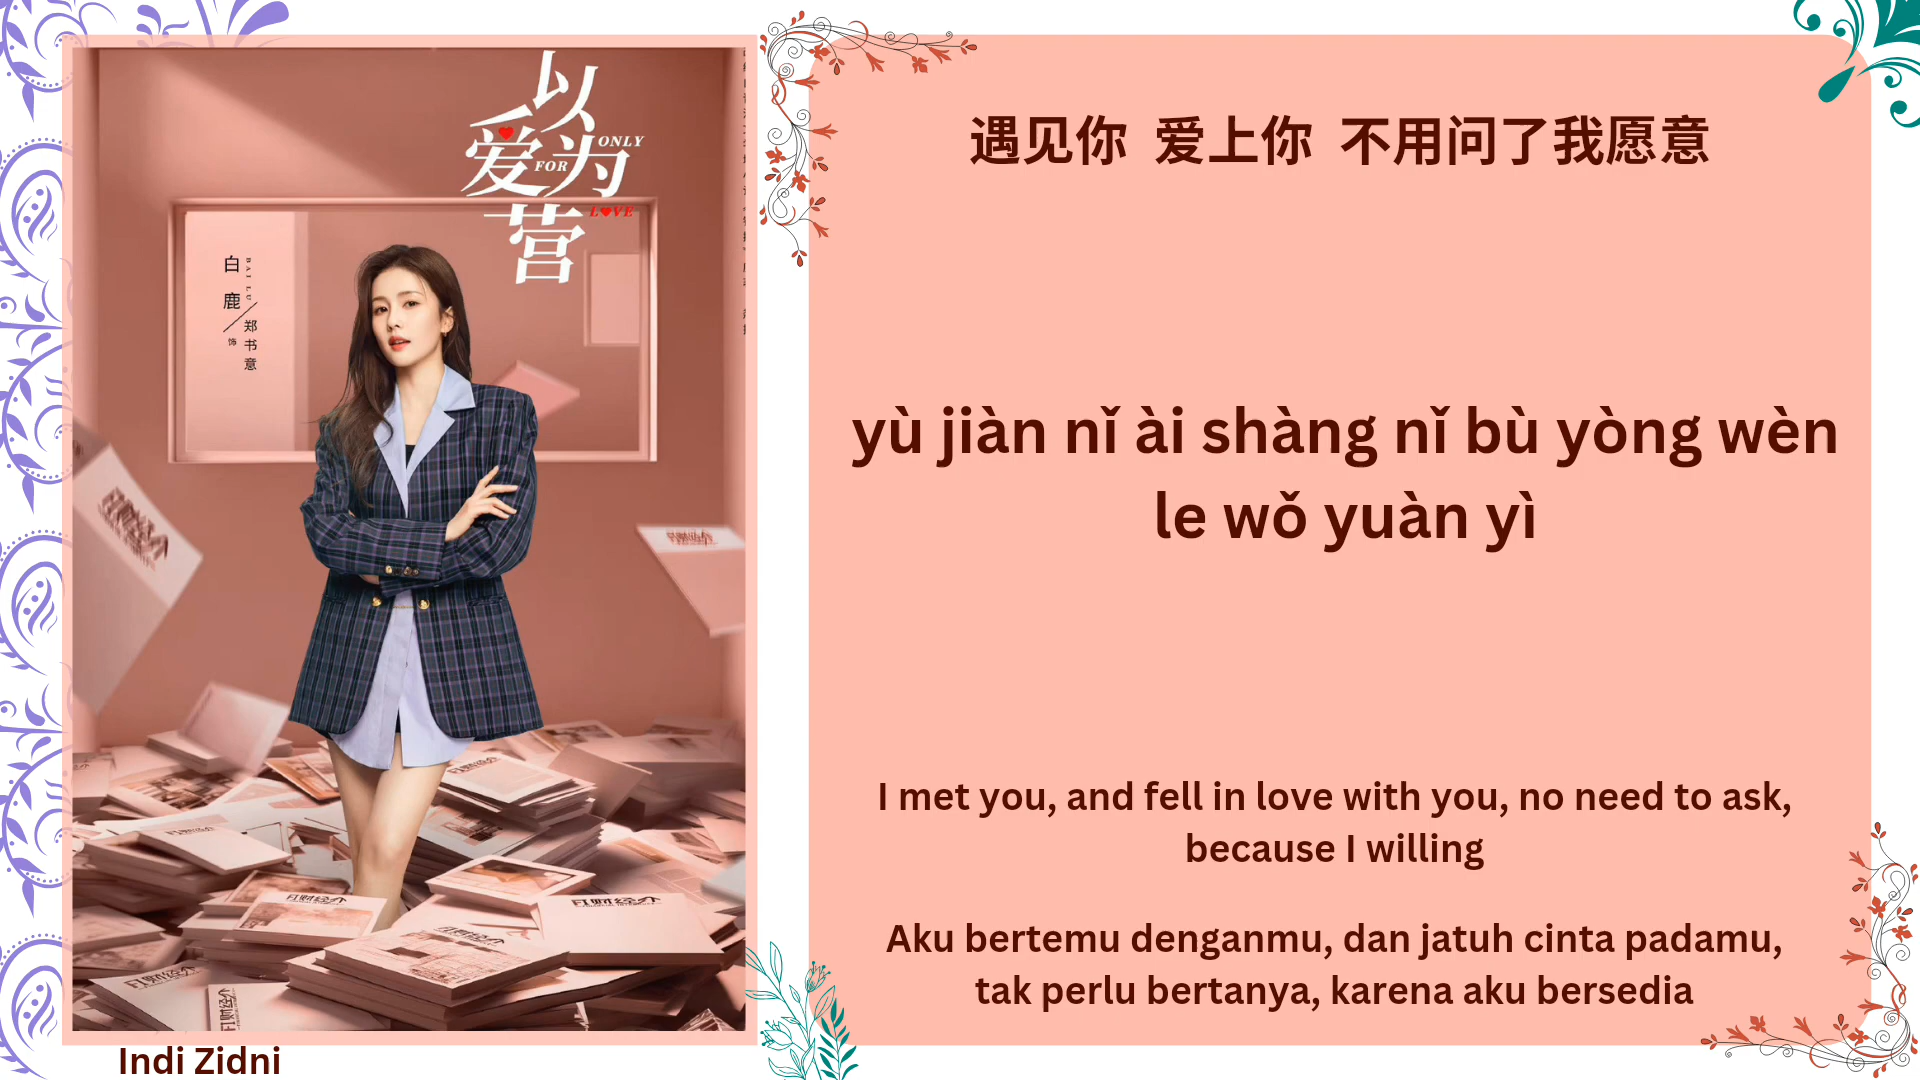 以
爱为
ONLY
FOR
LOVE
营
白鹿
BAI LU
郑书意
饰
遇见你 爱上你 不用问了我愿意
yù jiàn nǐ ài shàng nǐ bù yòng wèn
le wǒ yuàn yì
I met you, and fell in love with you, no need to ask,
because I willing
Aku bertemu denganmu, dan jatuh cinta padamu,
tak perlu bertanya, karena aku bersedia
Indi Zidni